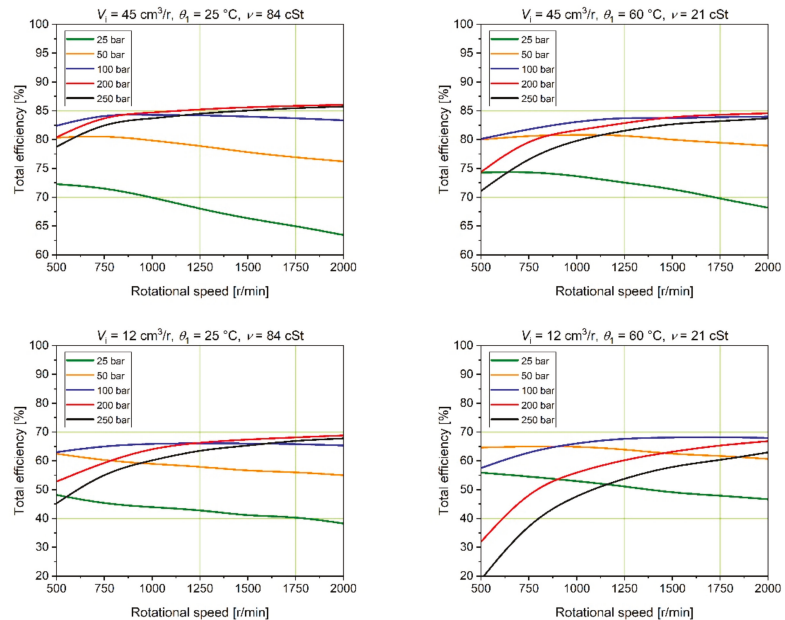 Vi = 45 cm³/r, θ1 = 25 °C, ν = 84 cSt
100
95
90
85
80
75
70
65
60
Total efficiency [%]
25 bar
50 bar
100 bar
200 bar
250 bar
500 750 1000 1250 1500 1750 2000
Rotational speed [r/min]
Vi = 45 cm³/r, θ1 = 60 °C, ν = 21 cSt
100
95
90
85
80
75
70
65
60
Total efficiency [%]
25 bar
50 bar
100 bar
200 bar
250 bar
500 750 1000 1250 1500 1750 2000
Rotational speed [r/min]
Vi = 12 cm³/r, θ1 = 25 °C, ν = 84 cSt
100
90
80
70
60
50
40
30
20
Total efficiency [%]
25 bar
50 bar
100 bar
200 bar
250 bar
500 750 1000 1250 1500 1750 2000
Rotational speed [r/min]
Vi = 12 cm³/r, θ1 = 60 °C, ν = 21 cSt
100
90
80
70
60
50
40
30
20
Total efficiency [%]
25 bar
50 bar
100 bar
200 bar
250 bar
500 750 1000 1250 1500 1750 2000
Rotational speed [r/min]